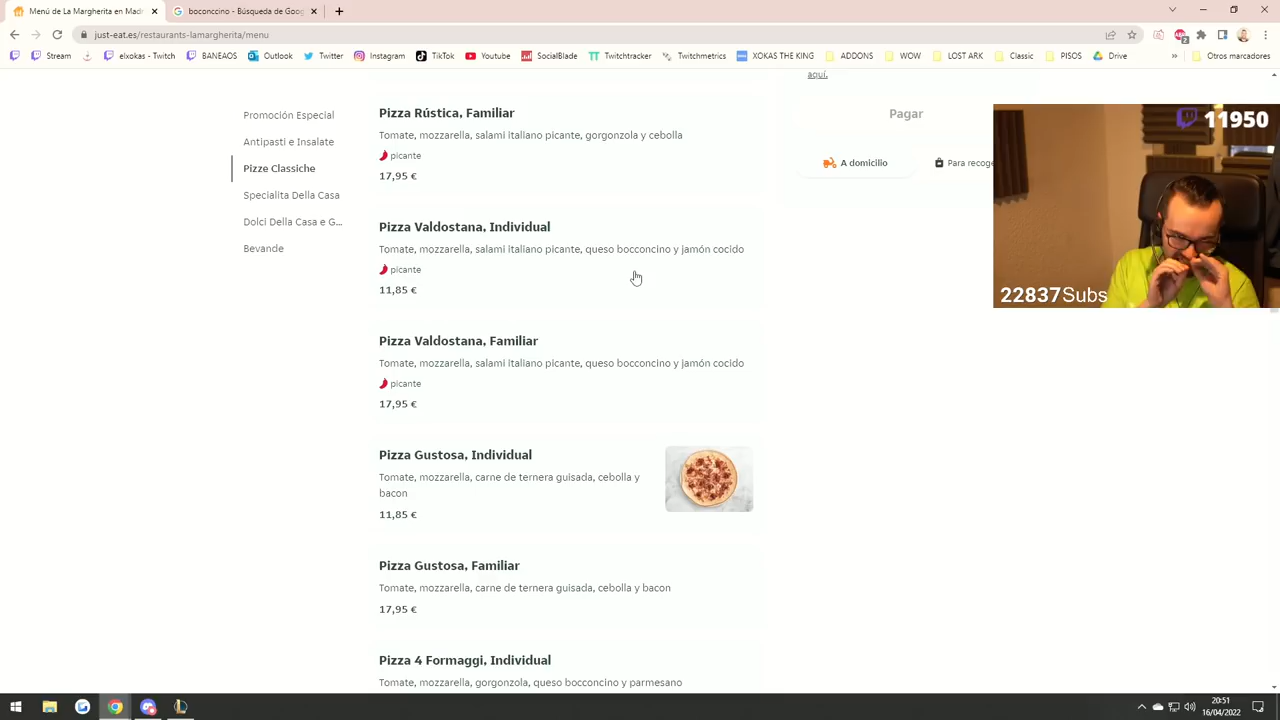 Menú de La Margherita en Madr
boconccino - Búsqueda de Goog
just-eat.es/restaurants-lamargherita/menu
Stream
elxokas - Twitch
BANEAOS
Outlook
Twitter
Instagram
TikTok
Youtube
SocialBlade
Twitchtracker
Twitchmetrics
XOKAS THE KING
ADDONS
WOW
LOST ARK
Classic
PISOS
Drive
»
Otros marcadores
aquí.
Promoción Especial
Antipasti e Insalate
Pizze Classiche
Specialita Della Casa
Dolci Della Casa e G...
Bevande
Pizza Rústica, Familiar
Tomate, mozzarella, salami italiano picante, gorgonzola y cebolla
picante
17,95 €
Pizza Valdostana, Individual
Tomate, mozzarella, salami italiano picante, queso bocconcino y jamón cocido
picante
11,85 €
Pizza Valdostana, Familiar
Tomate, mozzarella, salami italiano picante, queso bocconcino y jamón cocido
picante
17,95 €
Pizza Gustosa, Individual
Tomate, mozzarella, carne de ternera guisada, cebolla y
bacon
11,85 €
Pizza Gustosa, Familiar
Tomate, mozzarella, carne de ternera guisada, cebolla y bacon
17,95 €
Pizza 4 Formaggi, Individual
Tomate, mozzarella, gorgonzola, queso bocconcino y parmesano
Pagar
A domicilio
Para recoge
11950
22837Subs
20:51
16/04/2022